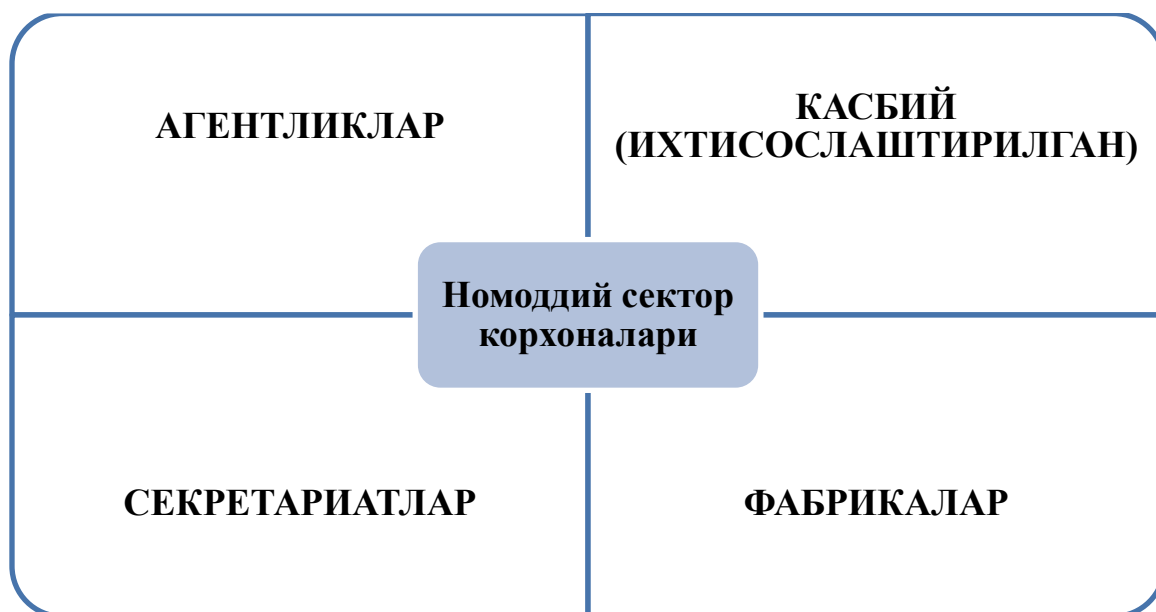 АГЕНТЛИКЛАР
КАСБИЙ
(ИХТИСОСЛАШТИРИЛГАН)
Номоддий сектор
корхоналари
СЕКРЕТАРИАТЛАР
ФАБРИКАЛАР